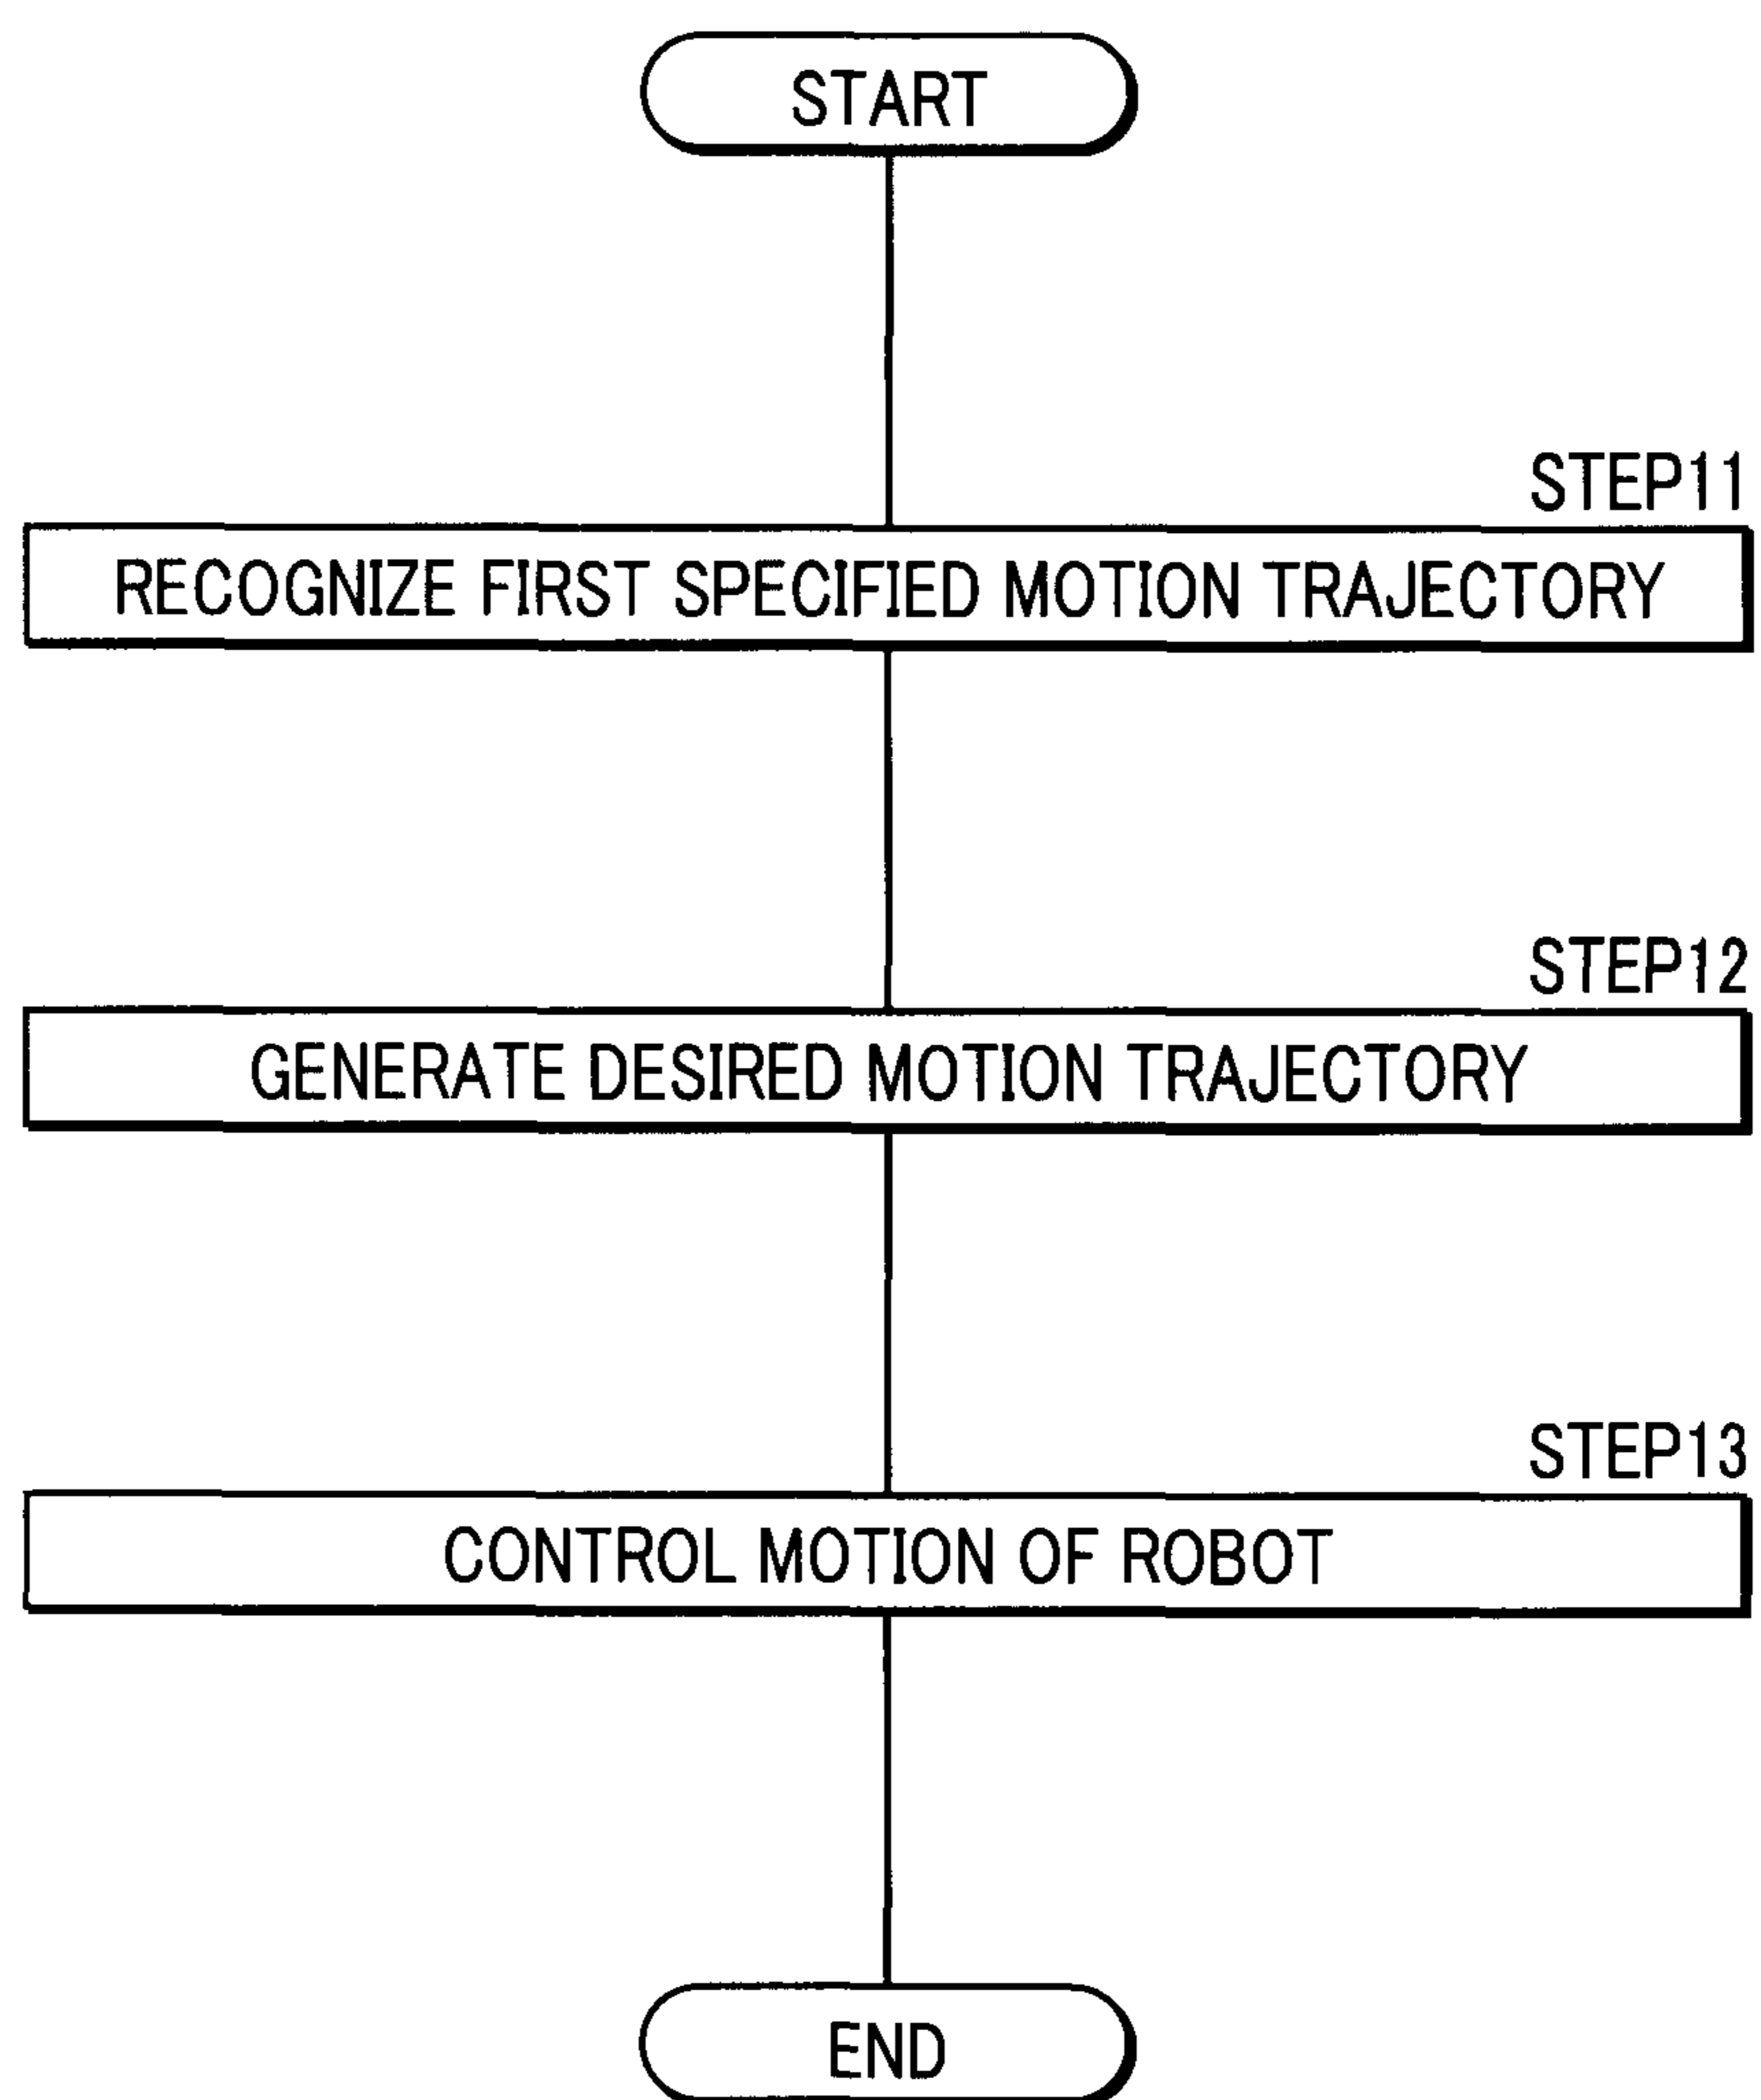 START
STEP11
RECOGNIZE FIRST SPECIFIED MOTION TRAJECTORY
STEP12
GENERATE DESIRED MOTION TRAJECTORY
STEP13
CONTROL MOTION OF ROBOT
END